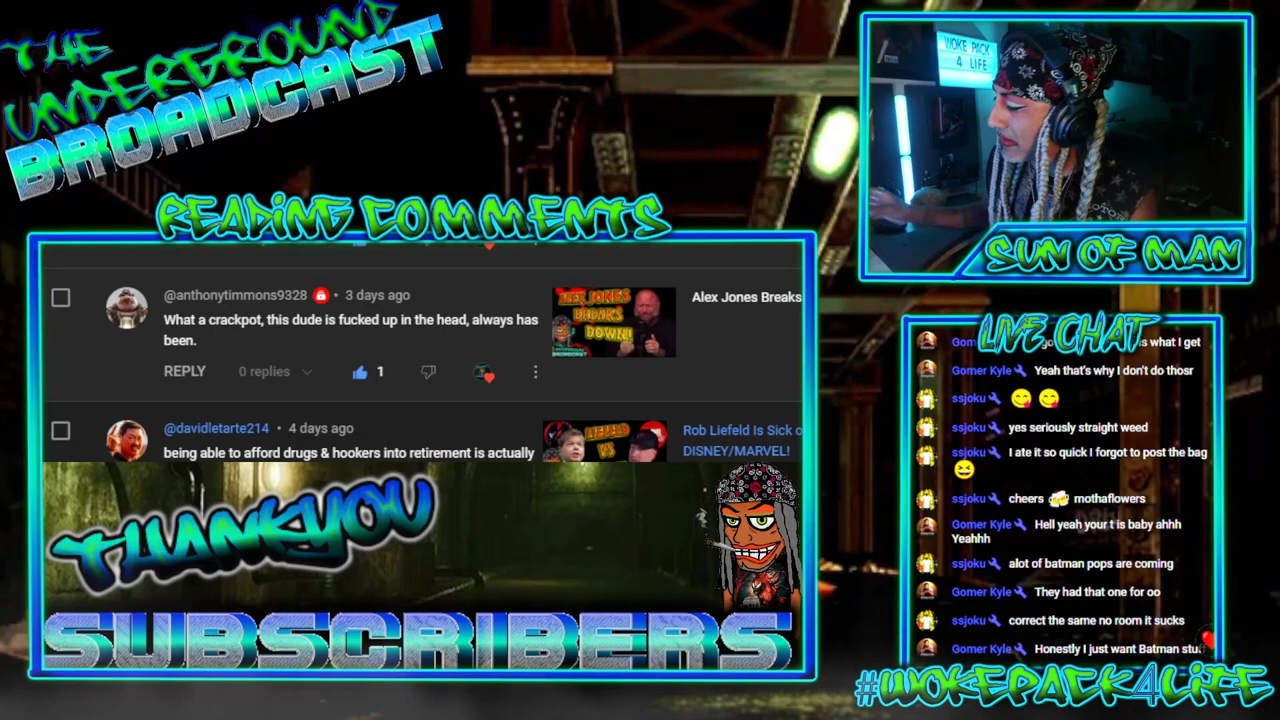 THE
UNDERGROUND
BROADCAST
WOKE PACK
4 LIFE
READING COMMENTS
SUN OF MAN
@anthonytimmons9328 • 3 days ago
What a crackpot, this dude is fucked up in the head, always has
been.
REPLY 0 replies 1
ALEX JONES
BREAKS
DOWN!
Alex Jones Breaks
@davidletarte214 • 4 days ago
being able to afford drugs & hookers into retirement is actually
LIEFELD
VS
Rob Liefeld Is Sick o
DISNEY/MARVEL!
THANKYOU
SUBSCRIBERS
LIVE CHAT
s what I get
Gomer Kyle Yeah that's why I don't do thosr
ssjoku
ssjoku yes seriously straight weed
ssjoku I ate it so quick I forgot to post the bag
ssjoku cheers mothaflowers
Gomer Kyle Hell yeah your t is baby ahhh
Yeahhh
ssjoku alot of batman pops are coming
Gomer Kyle They had that one for oo
ssjoku correct the same no room it sucks
Gomer Kyle Honestly I just want Batman stu
#WOKEPACK4LIFE